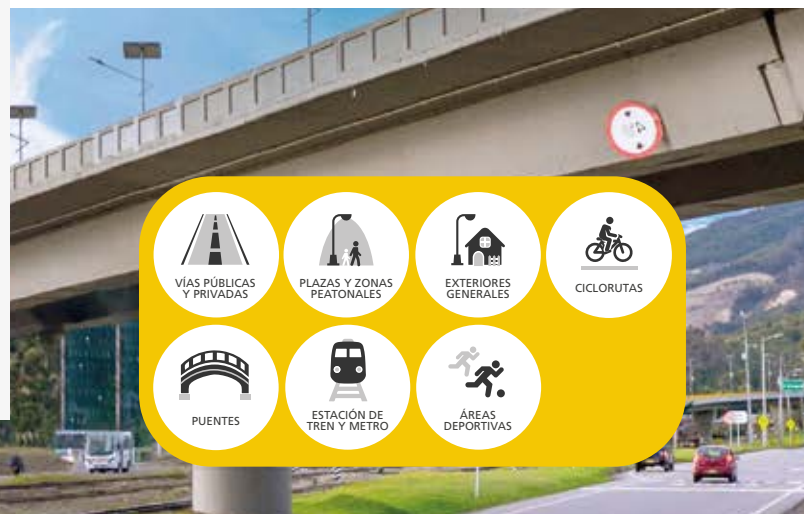 VÍAS PÚBLICAS
Y PRIVADAS
PLAZAS Y ZONAS
PEATONALES
EXTERIORES
GENERALES
CICLORUTAS
PUENTES
ESTACIÓN DE
TREN Y METRO
ÁREAS
DEPORTIVAS